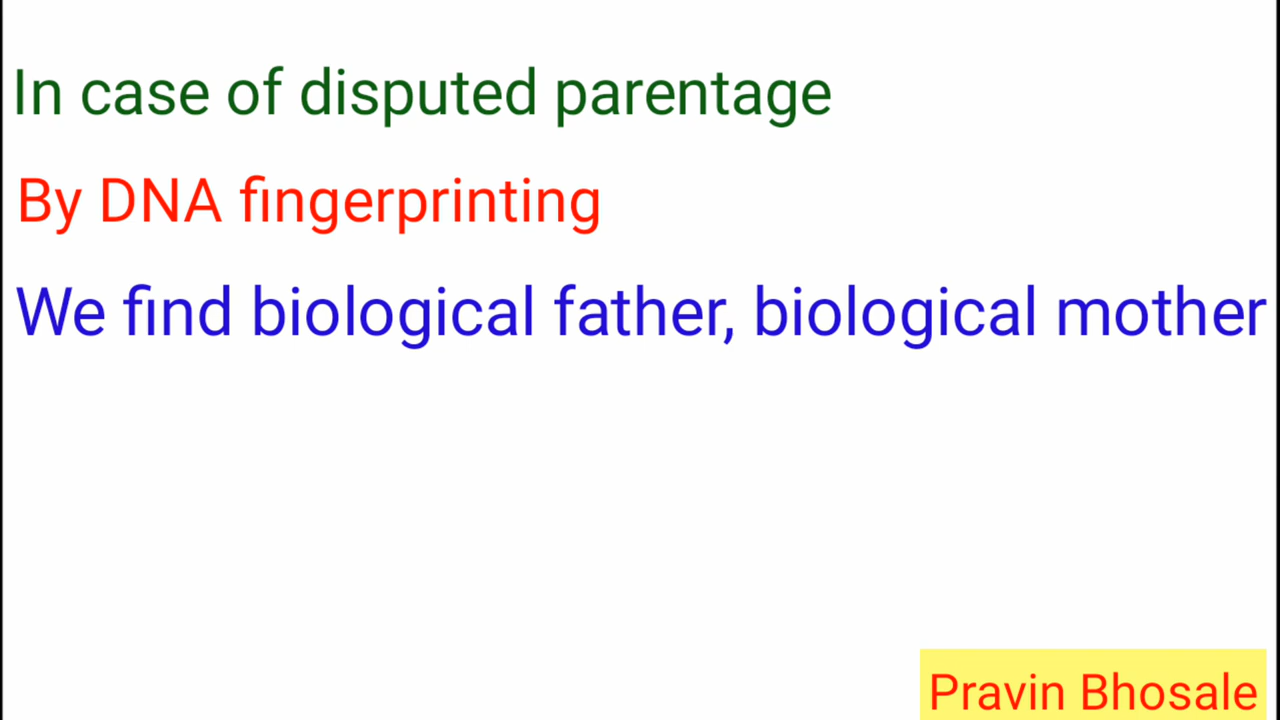 In case of disputed parentage
By DNA fingerprinting
We find biological father, biological mother
Pravin Bhosale